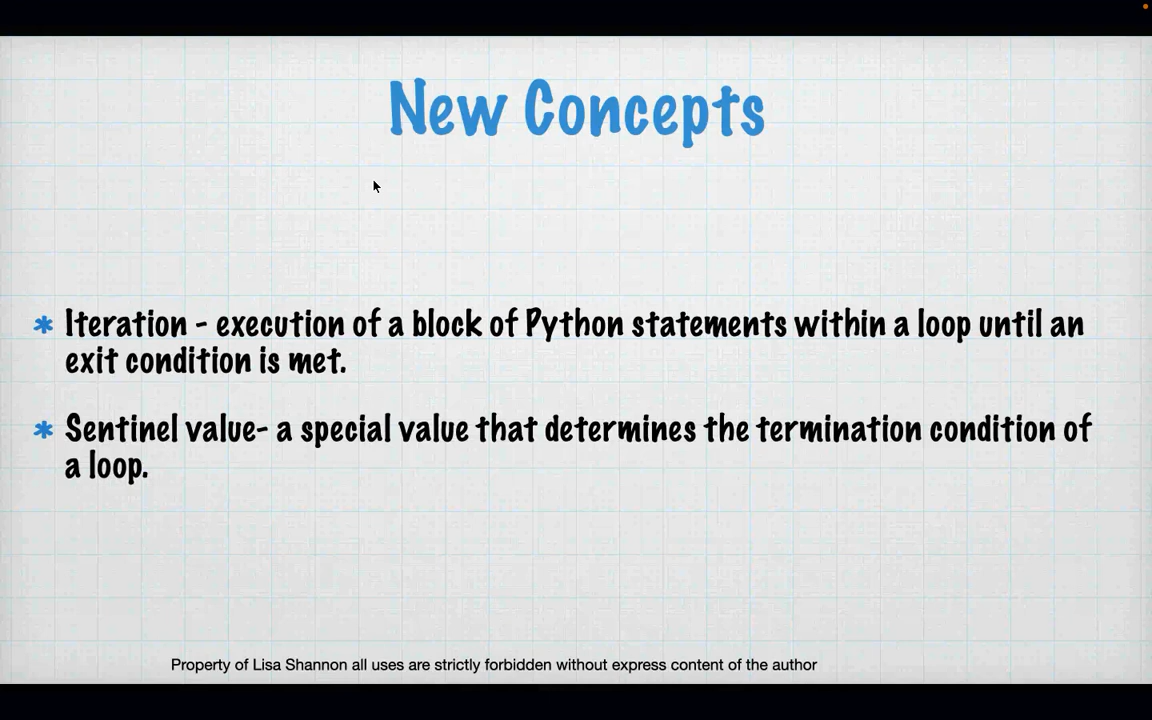 New Concepts
* Iteration - execution of a block of Python statements within a loop until an
exit condition is met.
* Sentinel value- a special value that determines the termination condition of
a loop.
Property of Lisa Shannon all uses are strictly forbidden without express content of the author